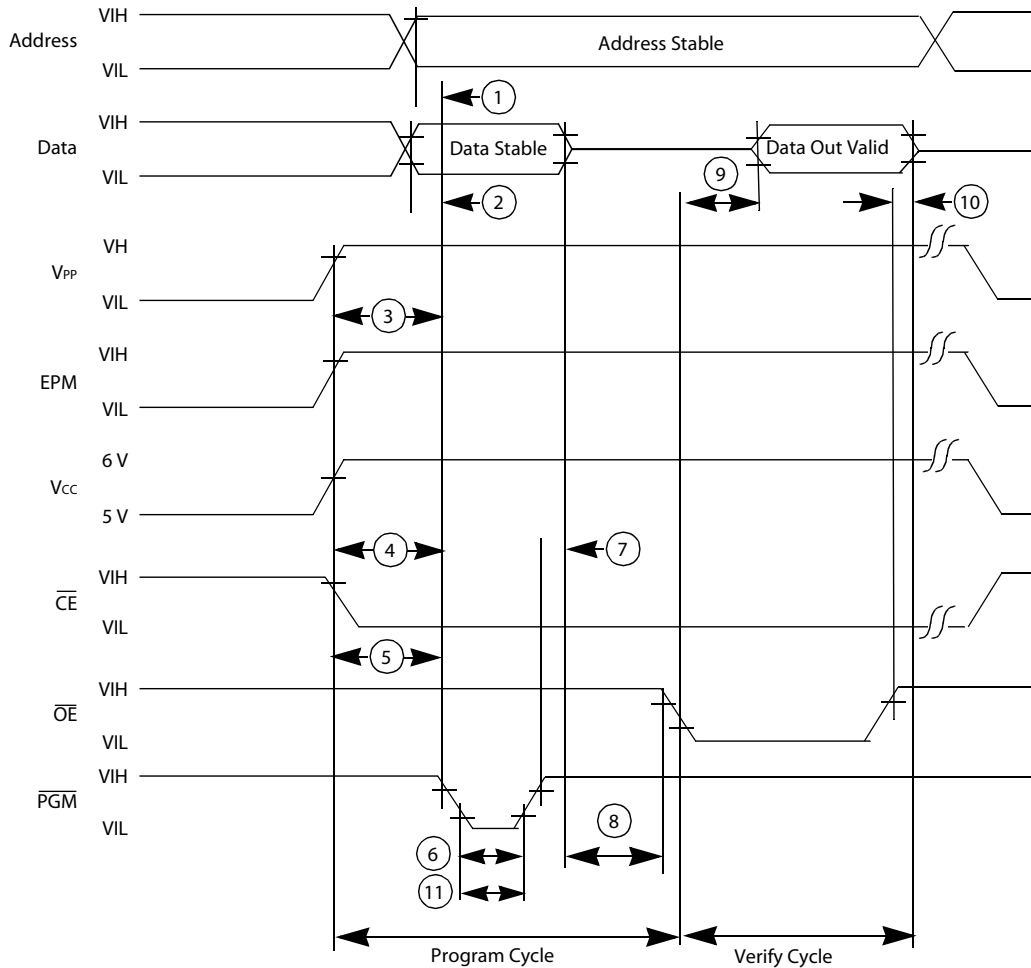 VIH
Address
Address Stable
VIL
1
VIH
Data
Data Stable
Data Out Valid
VIL
9
2
10
VH
VPP
VIL
3
VIH
EPM
VIL
6 V
VCC
5 V
4
7
VIH
CE
VIL
5
VIH
OE
VIL
VIH
PGM
VIL
8
6
11
Program Cycle
Verify Cycle